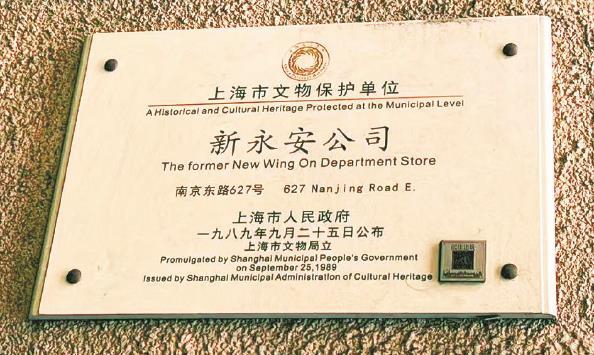 上海市文物保护单位
A Historical and Cultural Heritage Protected at the Municipal Level
新永安公司
The former New Wing On Department Store
南京东路627号 627 Nanjing Road E.
上海市人民政府
一九八九年九月二十五日公布
上海市文物局立
Promulgated by Shanghai Municipal People's Government
on September 25,1989
Issued by Shanghai Municipal Administration of Cultural Heritage